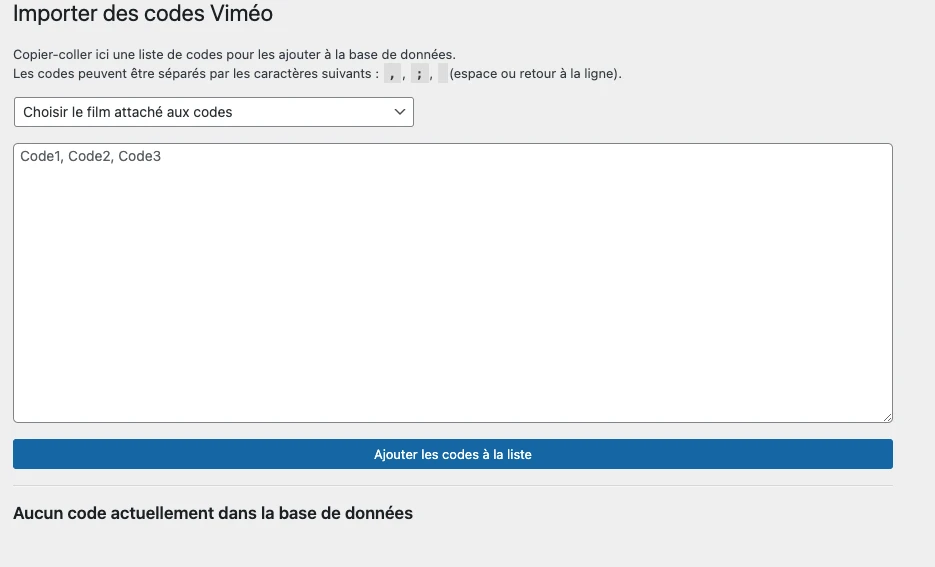 Importer des codes Viméo
Copier-coller ici une liste de codes pour les ajouter à la base de données.
Les codes peuvent être séparés par les caractères suivants : , , ; , (espace ou retour à la ligne).
Choisir le film attaché aux codes
Code1, Code2, Code3
Ajouter les codes à la liste
Aucun code actuellement dans la base de données